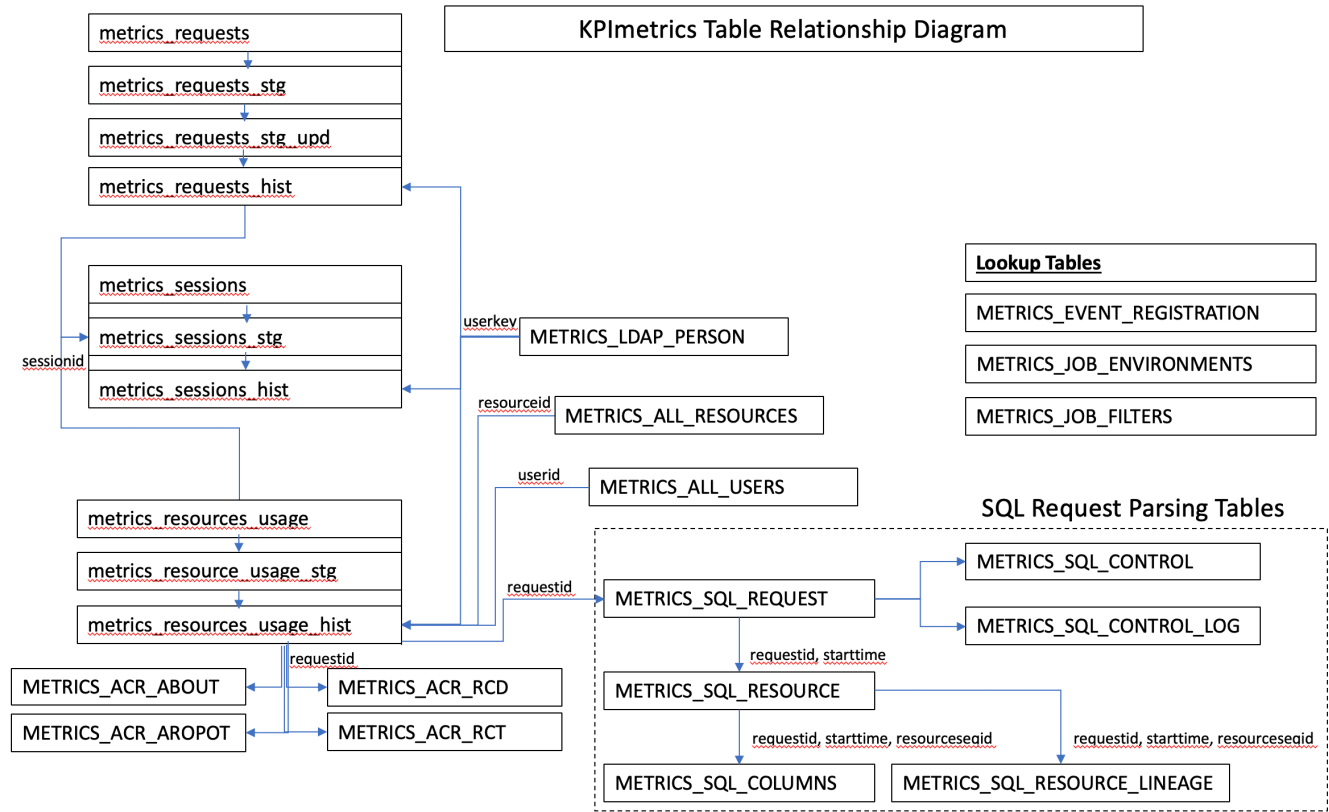 KPImetrics Table Relationship Diagram
metrics_requests
metrics_requests_stg
metrics_requests_stg_upd
metrics_requests_hist
metrics_sessions
metrics_sessions_stg
metrics_sessions_hist
sessionid
userkey
METRICS_LDAP_PERSON
resourceid
METRICS_ALL_RESOURCES
userid
METRICS_ALL_USERS
Lookup Tables
METRICS_EVENT_REGISTRATION
METRICS_JOB_ENVIRONMENTS
METRICS_JOB_FILTERS
metrics_resources_usage
metrics_resource_usage_stg
metrics_resources_usage_hist
requestid
METRICS_ACR_ABOUT
METRICS_ACR_RCD
METRICS_ACR_AROPOT
METRICS_ACR_RCT
SQL Request Parsing Tables
requestid
METRICS_SQL_REQUEST
METRICS_SQL_CONTROL
METRICS_SQL_CONTROL_LOG
requestid, starttime
METRICS_SQL_RESOURCE
requestid, starttime, resourceseqid
requestid, starttime, resourceseqid
METRICS_SQL_COLUMNS
METRICS_SQL_RESOURCE_LINEAGE